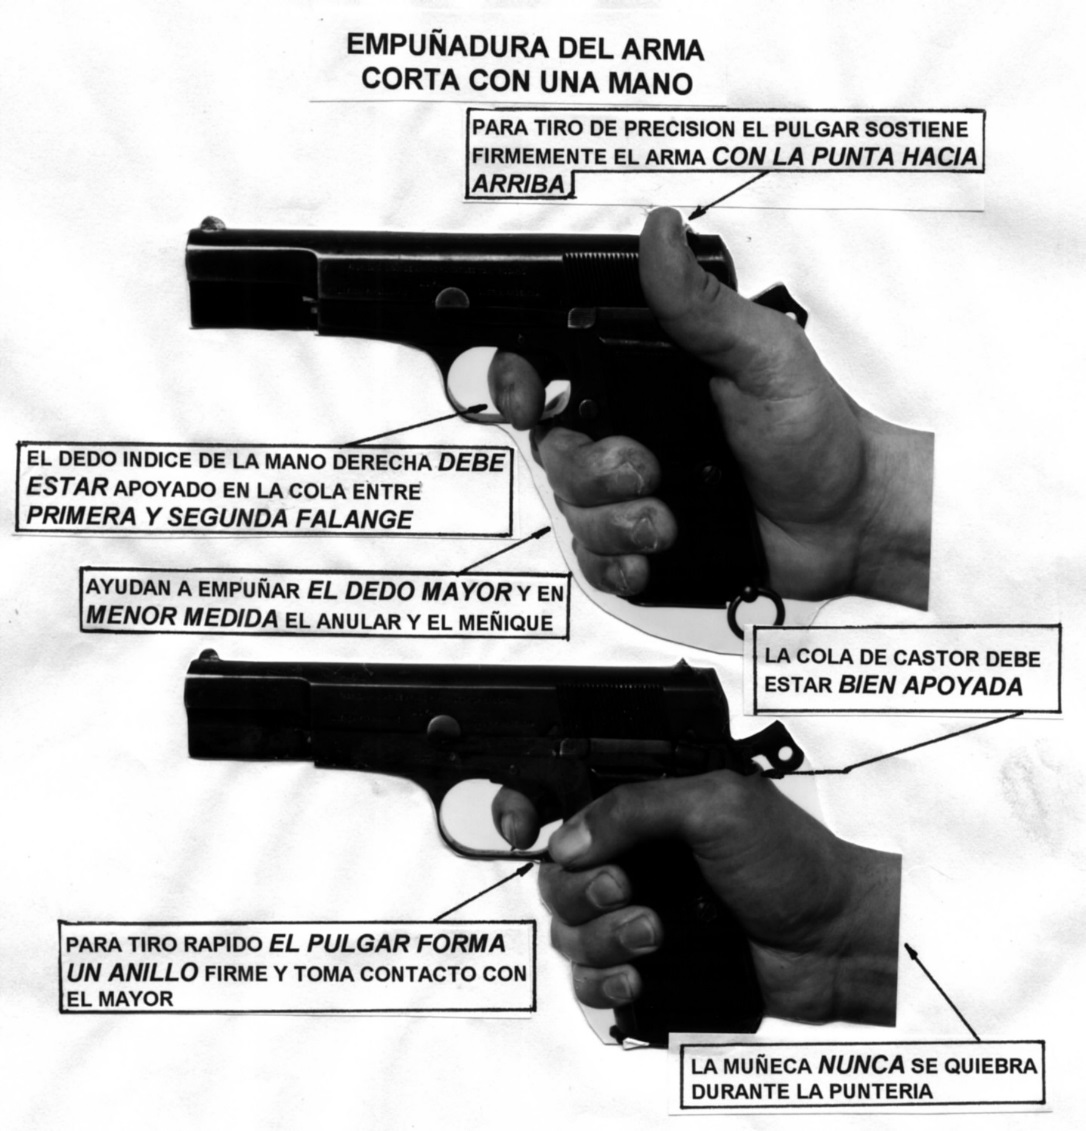 EMPUÑADURA DEL ARMA
CORTA CON UNA MANO
PARA TIRO DE PRECISION EL PULGAR SOSTIENE
FIRMEMENTE EL ARMA CON LA PUNTA HACIA
ARRIBA
EL DEDO INDICE DE LA MANO DERECHA DEBE
ESTAR APOYADO EN LA COLA ENTRE
PRIMERA Y SEGUNDA FALANGE
AYUDAN A EMPUÑAR EL DEDO MAYOR Y EN
MENOR MEDIDA EL ANULAR Y EL MEÑIQUE
LA COLA DE CASTOR DEBE
ESTAR BIEN APOYADA
PARA TIRO RAPIDO EL PULGAR FORMA
UN ANILLO FIRME Y TOMA CONTACTO CON
EL MAYOR
LA MUÑECA NUNCA SE QUIEBRA
DURANTE LA PUNTERIA